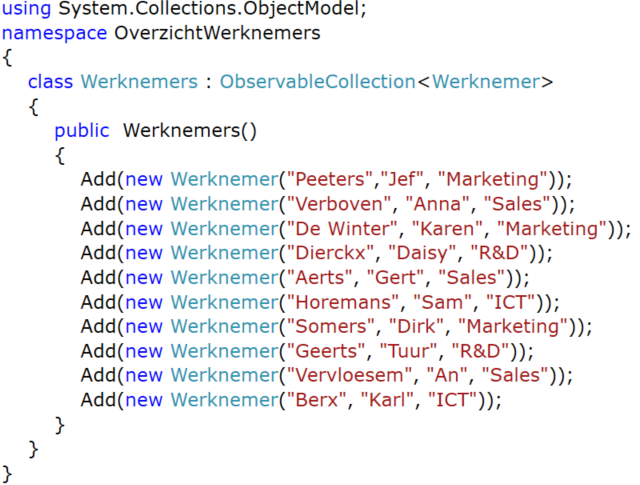 using System.Collections.ObjectModel;
namespace OverzichtWerknemers
{
class Werknemers : ObservableCollection<Werknemer>
{
public Werknemers()
{
Add(new Werknemer("Peeters","Jef", "Marketing"));
Add(new Werknemer("Verboven", "Anna", "Sales"));
Add(new Werknemer("De Winter", "Karen", "Marketing"));
Add(new Werknemer("Dierckx", "Daisy", "R&D"));
Add(new Werknemer("Aerts", "Gert", "Sales"));
Add(new Werknemer("Horemans", "Sam", "ICT"));
Add(new Werknemer("Somers", "Dirk", "Marketing"));
Add(new Werknemer("Geerts", "Tuur", "R&D"));
Add(new Werknemer("Vervloesem", "An", "Sales"));
Add(new Werknemer("Berx", "Karl", "ICT"));
}
}
}